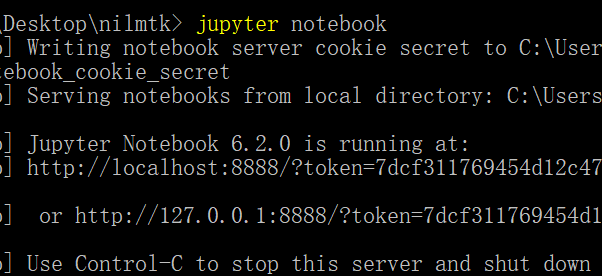 \Desktop\nilmtk> jupyter notebook
] Writing notebook server cookie secret to C:\User
tebook_cookie_secret
] Serving notebooks from local directory: C:\Users
] Jupyter Notebook 6.2.0 is running at:
] http://localhost:8888/?token=7dcf311769454d12c47
] or http://127.0.0.1:8888/?token=7dcf311769454d1
] Use Control-C to stop this server and shut down